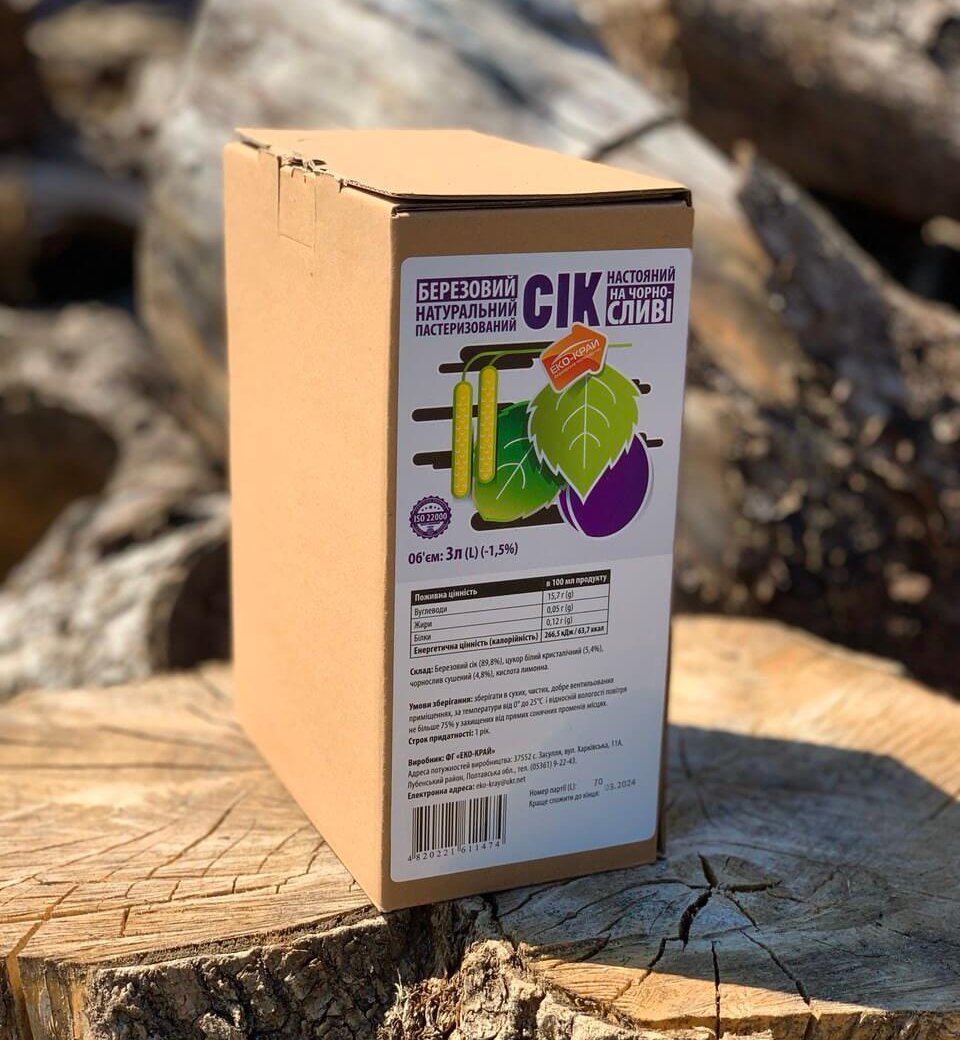 БЕРЕЗОВИЙ
НАТУРАЛЬНИЙ
ПАСТЕРИЗОВАНИЙ
СІК
НАСТОЯНИЙ
НА ЧОРНО-
СЛИВІ
ЕКО-КРАЙ
ISO 22000
Об'єм: 3л (L) (-1,5%)
Поживна цінність в 100 мл продукту
Вуглеводи 15,7 г (g)
Жири 0,05 г (g)
Білки 0,12 г (g)
Енергетична цінність (калорійність) 266,5 кДж / 63,7 ккал
Склад: Березовий сік (89,8%), цукор білий кристалічний (5,4%),
чорнослив сушений (4,8%), кислота лимонна.
Умови зберігання: зберігати в сухих, чистих, добре вентильованих
приміщеннях, за температури від 0° до 25°С і відносній вологості повітря
не більше 75% у захищених від прямих сонячних променів місцях.
Строк придатності: 1 рік.
Виробник: ФГ «ЕКО-КРАЙ»
Адреса потужностей виробництва: 37552 с. Засулля, вул. Харківська, 11А,
Лубенський район, Полтавська обл., тел. (05361) 9-22-43.
Електронна адреса: eko-kray@ukr.net
Номер партії (L): 70
Краще спожити до кінця: 03.2024
4 820221 611474